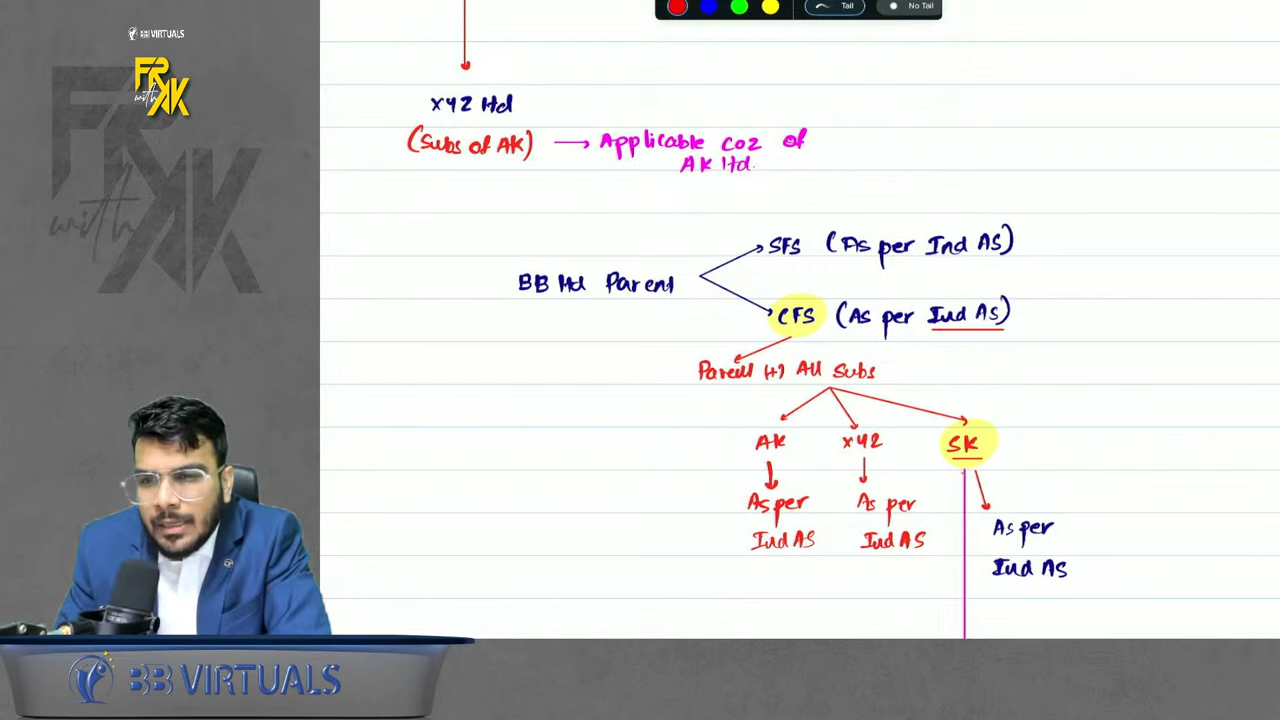 Tail
No Tail
BB VIRTUALS
FR
with
AK
XYZ ltd
(Subs of AK) → Applicable coz of
AK ltd.
SFS (As per Ind AS)
BB ltd Parent
CFS (As per Ind AS)
Parent (+) All Subs
AK XYZ SK
As per As per As per
Ind AS Ind AS Ind AS
BB VIRTUALS